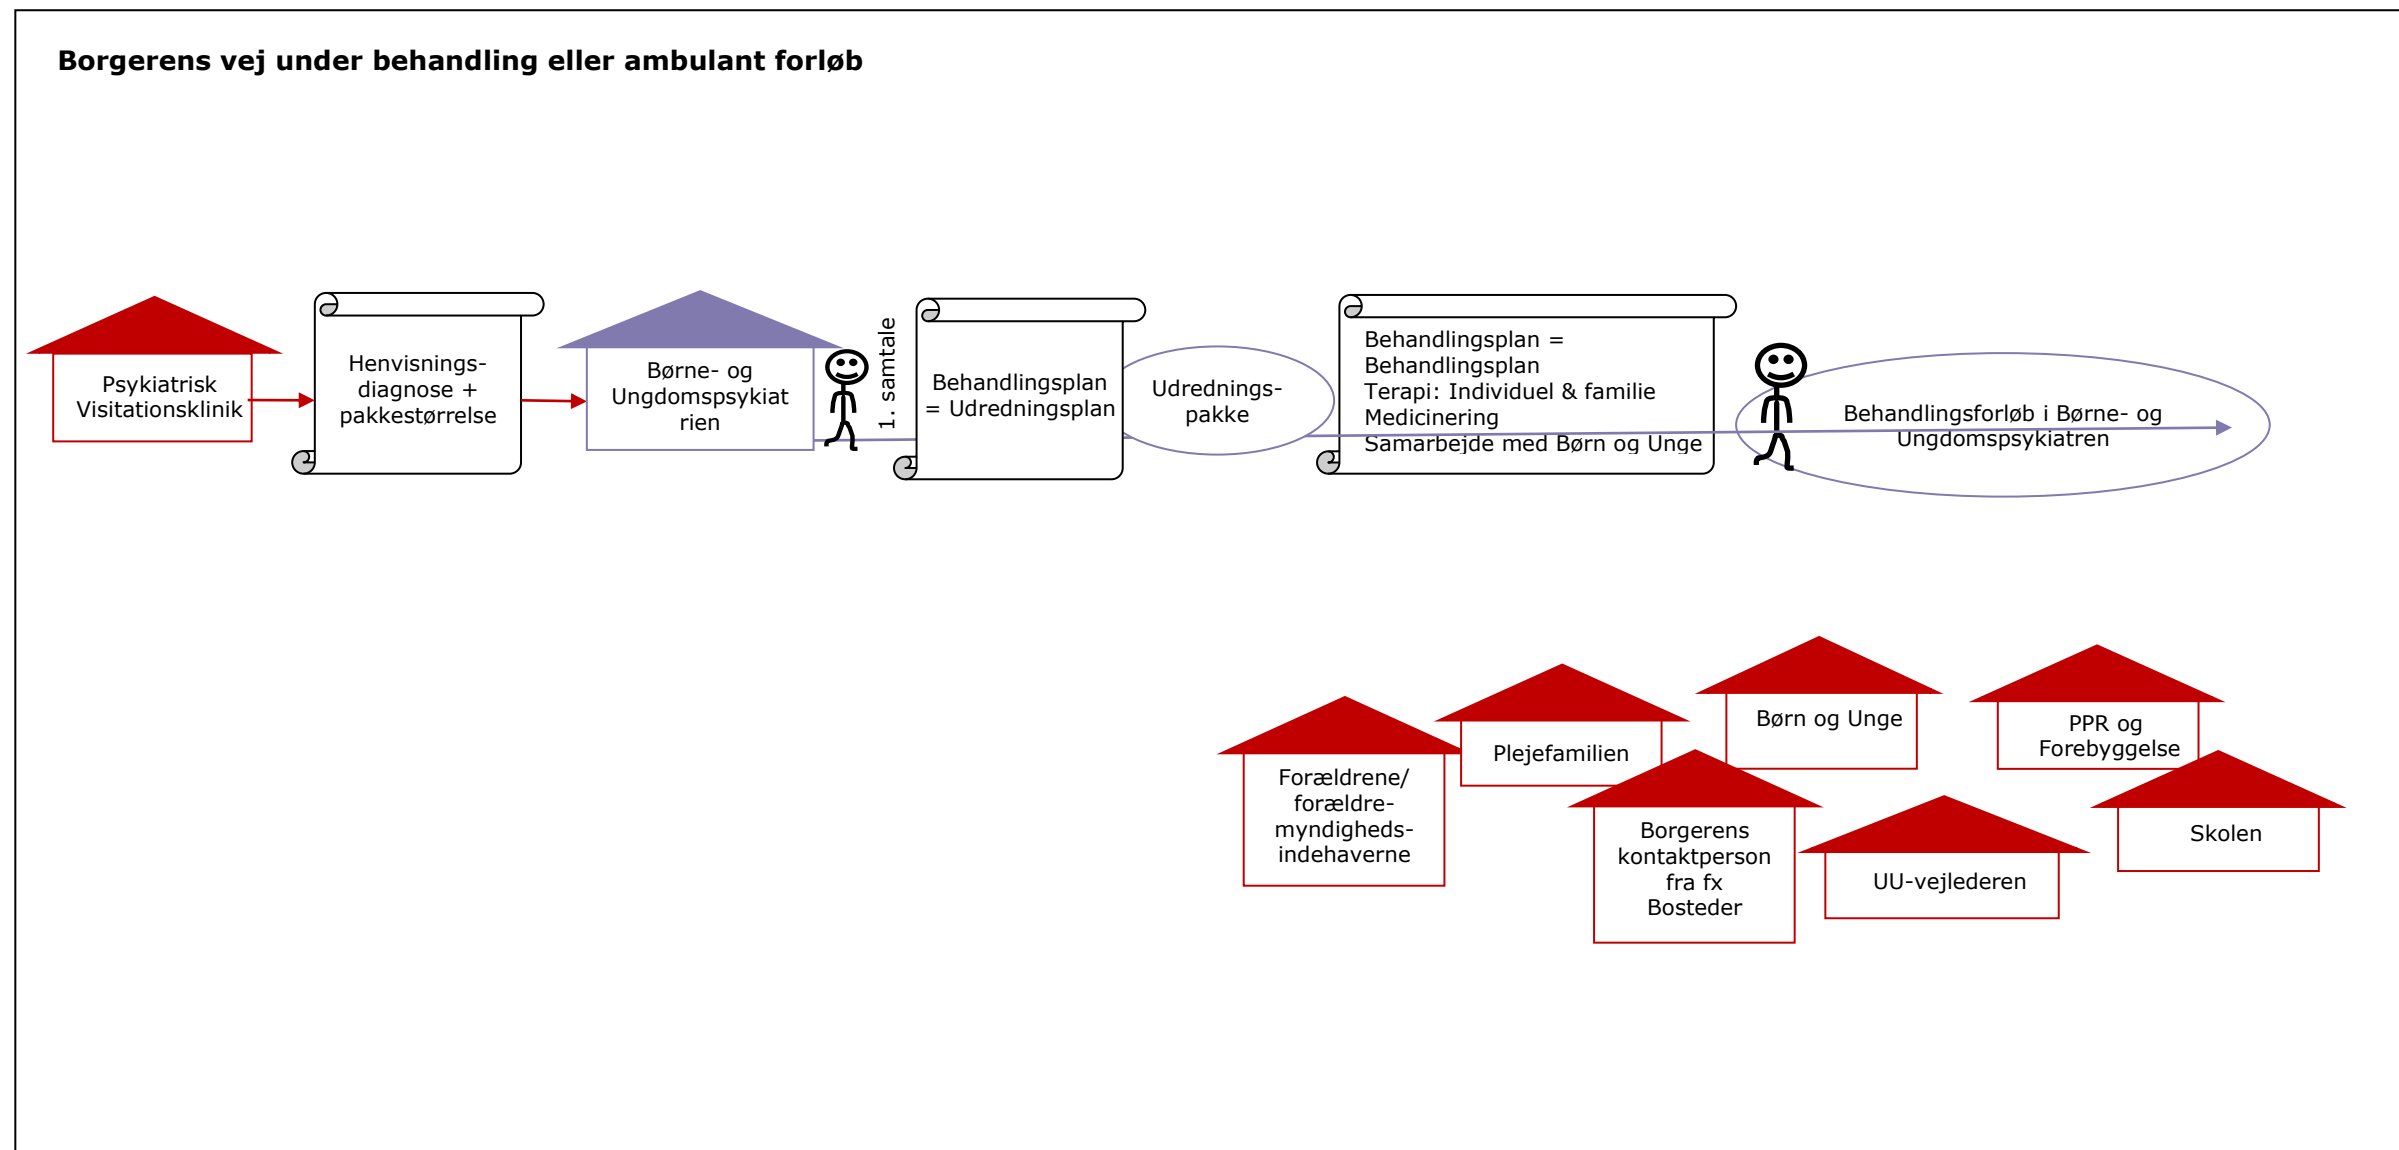 Borgerens vej under behandling eller ambulant forløb
Psykiatrisk
Visitationsklinik
Henvisnings-
diagnose +
pakkestørrelse
Børne- og
Ungdomspsykiat
rien
1. samtale
Behandlingsplan
= Udredningsplan
Udrednings-
pakke
Behandlingsplan =
Behandlingsplan
Terapi: Individuel & familie
Medicinering
Samarbejde med Børn og Unge
Behandlingsforløb i Børne- og
Ungdomspsykiatren
Forældrene/
forældre-
myndigheds-
indehaverne
Plejefamilien
Børn og Unge
PPR og
Forebyggelse
Borgerens
kontaktperson
fra fx
Bosteder
UU-vejlederen
Skolen